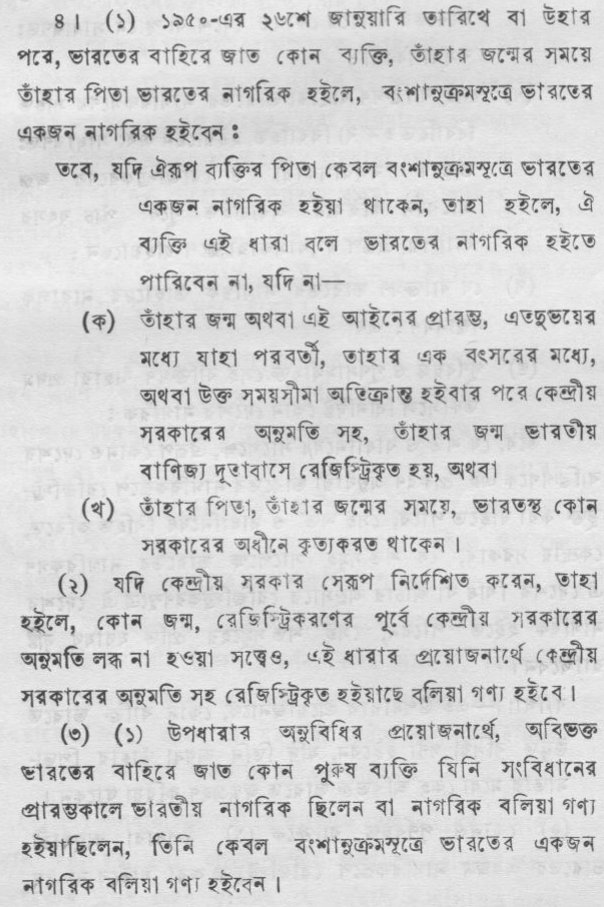 ৪। (১) ১৯৫০-এর ২৬শে জানুয়ারি তারিখে বা উহার
পরে, ভারতের বাহিরে জাত কোন ব্যক্তি, তাঁহার জন্মের সময়ে
তাঁহার পিতা ভারতের নাগরিক হইলে, বংশানুক্রমসূত্রে ভারতের
একজন নাগরিক হইবেন :
তবে, যদি ঐরূপ ব্যক্তির পিতা কেবল বংশানুক্রমসূত্রে ভারতের
একজন নাগরিক হইয়া থাকেন, তাহা হইলে, ঐ
ব্যক্তি এই ধারা বলে ভারতের নাগরিক হইতে
পারিবেন না, যদি না—
(ক) তাঁহার জন্ম অথবা এই আইনের প্রারম্ভ, এতদুভয়ের
মধ্যে যাহা পরবর্তী, তাহার এক বৎসরের মধ্যে,
অথবা উক্ত সময়সীমা অতিক্রান্ত হইবার পরে কেন্দ্রীয়
সরকারের অনুমতি সহ, তাঁহার জন্ম ভারতীয়
বাণিজ্য দূতাবাসে রেজিস্ট্রিকৃত হয়, অথবা
(খ) তাঁহার পিতা, তাঁহার জন্মের সময়ে, ভারতস্থ কোন
সরকারের অধীনে কৃত্যকরত থাকেন।
(২) যদি কেন্দ্রীয় সরকার সেরূপ নির্দেশিত করেন, তাহা
হইলে, কোন জন্ম, রেজিস্ট্রিকরণের পূর্বে কেন্দ্রীয় সরকারের
অনুমতি লব্ধ না হওয়া সত্ত্বেও, এই ধারার প্রয়োজনার্থে কেন্দ্রীয়
সরকারের অনুমতি সহ রেজিস্ট্রিকৃত হইয়াছে বলিয়া গণ্য হইবে।
(৩) (১) উপধারার অনুবিধির প্রয়োজনার্থে, অবিভক্ত
ভারতের বাহিরে জাত কোন পুরুষ ব্যক্তি যিনি সংবিধানের
প্রারম্ভকালে ভারতীয় নাগরিক ছিলেন বা নাগরিক বলিয়া গণ্য
হইয়াছিলেন, তিনি কেবল বংশানুক্রমসূত্রে ভারতের একজন
নাগরিক বলিয়া গণ্য হইবেন।